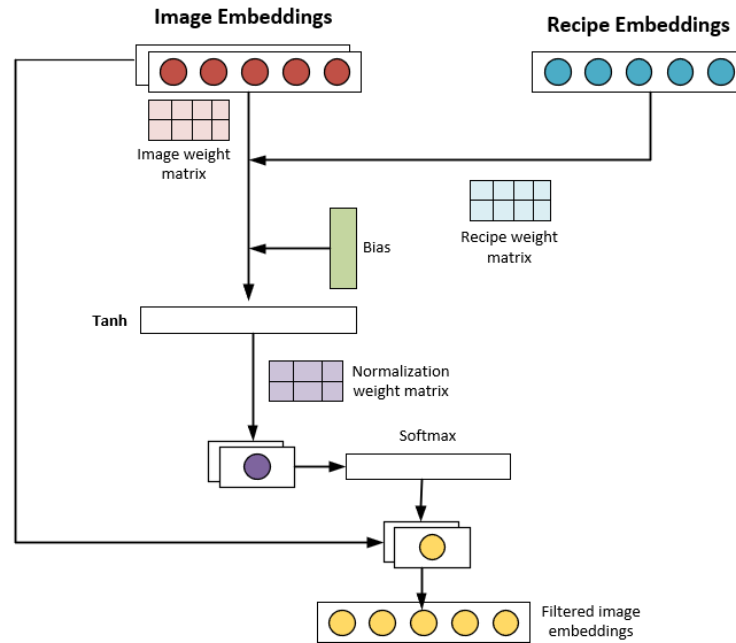 Image Embeddings
Recipe Embeddings
Image weight
matrix
Recipe weight
matrix
Bias
Tanh
Normalization
weight matrix
Softmax
Filtered image
embeddings